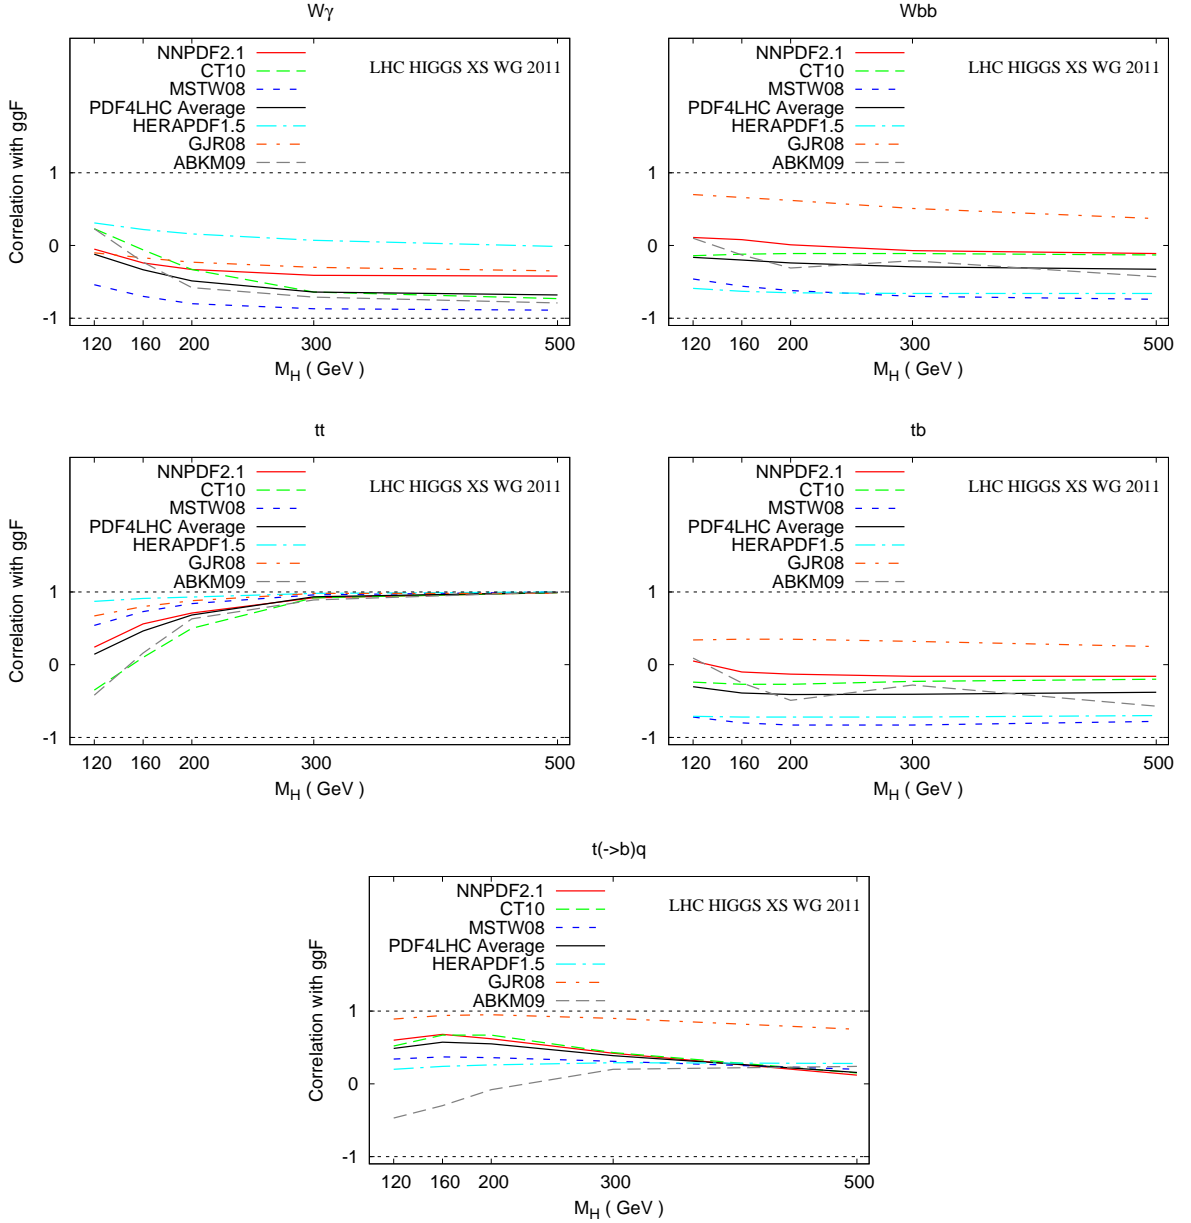 Wγ
NNPDF2.1
CT10
MSTW08
PDF4LHC Average
HERAPDF1.5
GJR08
ABKM09
LHC HIGGS XS WG 2011
Correlation with ggF
1
0
-1
120 160 200 300 500
M_H ( GeV )
Wbb
NNPDF2.1
CT10
MSTW08
PDF4LHC Average
HERAPDF1.5
GJR08
ABKM09
LHC HIGGS XS WG 2011
1
0
-1
120 160 200 300 500
M_H ( GeV )
tt
NNPDF2.1
CT10
MSTW08
PDF4LHC Average
HERAPDF1.5
GJR08
ABKM09
LHC HIGGS XS WG 2011
Correlation with ggF
1
0
-1
120 160 200 300 500
M_H ( GeV )
tb
NNPDF2.1
CT10
MSTW08
PDF4LHC Average
HERAPDF1.5
GJR08
ABKM09
LHC HIGGS XS WG 2011
1
0
-1
120 160 200 300 500
M_H ( GeV )
t(->b)q
NNPDF2.1
CT10
MSTW08
PDF4LHC Average
HERAPDF1.5
GJR08
ABKM09
LHC HIGGS XS WG 2011
Correlation with ggF
1
0
-1
120 160 200 300 500
M_H ( GeV )